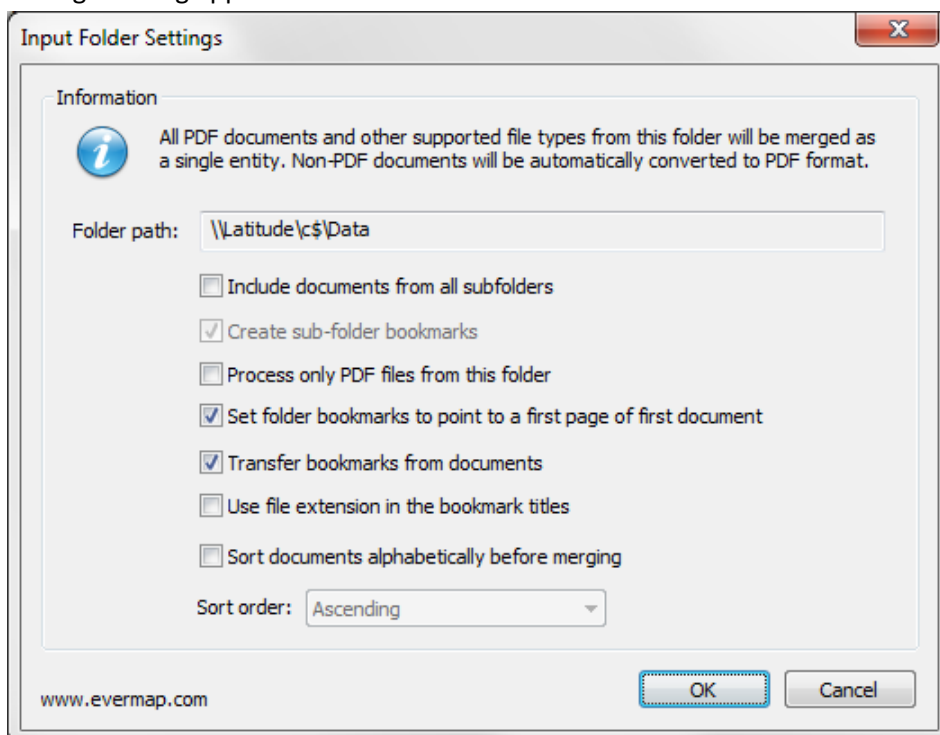 Input Folder Settings
Information
All PDF documents and other supported file types from this folder will be merged as
a single entity. Non-PDF documents will be automatically converted to PDF format.
Folder path: \\Latitude\c$\Data
Include documents from all subfolders
Create sub-folder bookmarks
Process only PDF files from this folder
Set folder bookmarks to point to a first page of first document
Transfer bookmarks from documents
Use file extension in the bookmark titles
Sort documents alphabetically before merging
Sort order: Ascending
www.evermap.com OK Cancel